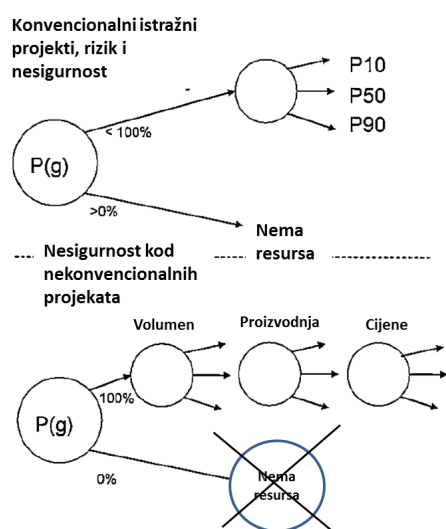 Konvencionalni istražni
projekti, rizik i
nesigurnost
P10
P50
P90
< 100%
P(g)
>0%
Nema
resursa
Nesigurnost kod
nekonvencionalnih
projekata
Volumen
Proizvodnja
Cijene
100%
P(g)
0%
Nema
resursa